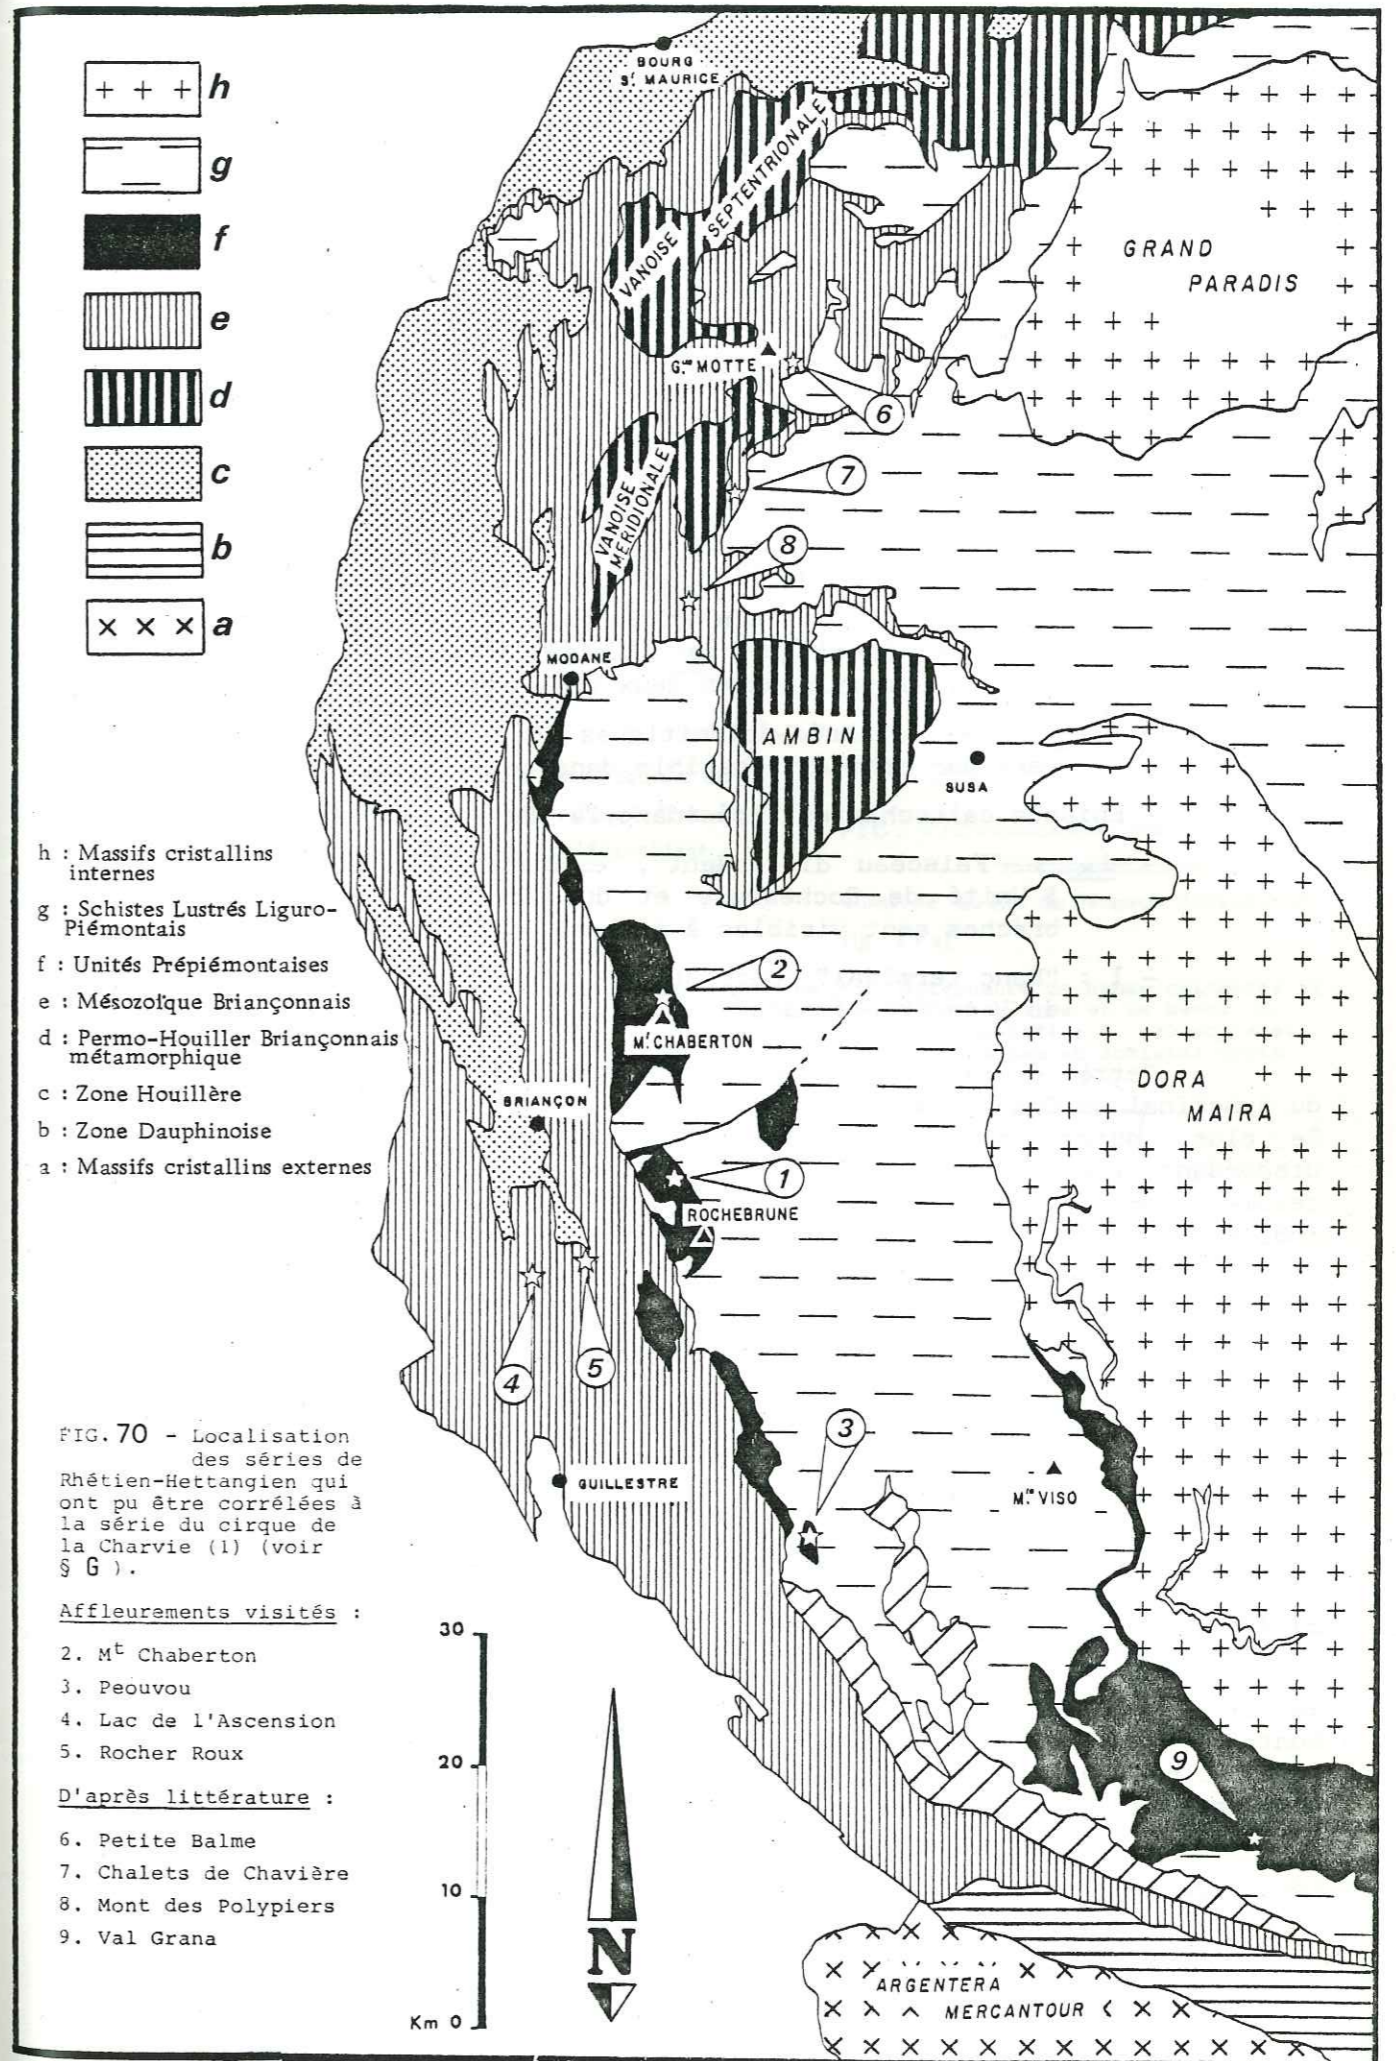 h
g
f
e
d
c
b
a
h : Massifs cristallins
internes
g : Schistes Lustrés Liguro-
Piémontais
f : Unités Prépiémontaises
e : Mésozoïque Briançonnais
d : Permo-Houiller Briançonnais
métamorphique
c : Zone Houillère
b : Zone Dauphinoise
a : Massifs cristallins externes
FIG. 70 - Localisation
des séries de
Rhétien-Hettangien qui
ont pu être corrélées à
la série du cirque de
la Charvie (1) (voir
§ G ).
Affleurements visités :
2. Mt Chaberton
3. Peouvou
4. Lac de l'Ascension
5. Rocher Roux
D'après littérature :
6. Petite Balme
7. Chalets de Chavière
8. Mont des Polypiers
9. Val Grana
30
20
10
Km 0
N
BOURG
St MAURICE
VANOISE
SEPTENTRIONALE
GRAND
PARADIS
Gde MOTTE
6
7
VANOISE
MÉRIDIONALE
8
MODANE
AMBIN
SUSA
2
Mt CHABERTON
BRIANÇON
DORA
MAIRA
1
ROCHEBRUNE
4
5
3
GUILLESTRE
Mte VISO
9
ARGENTERA
MERCANTOUR